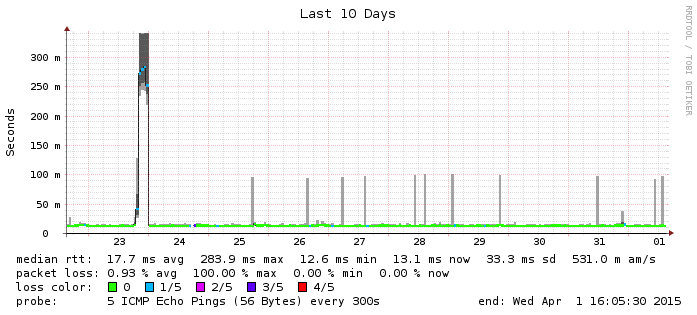 Last 10 Days
RRDTOOL / TOBI OETIKER
Seconds
300 m
250 m
200 m
150 m
100 m
50 m
0
23 24 25 26 27 28 29 30 31 01
median rtt: 17.7 ms avg 283.9 ms max 12.6 ms min 13.1 ms now 33.3 ms sd 531.0 m am/s
packet loss: 0.93 % avg 100.00 % max 0.00 % min 0.00 % now
loss color: 0 1/5 2/5 3/5 4/5
probe: 5 ICMP Echo Pings (56 Bytes) every 300s end: Wed Apr 1 16:05:30 2015